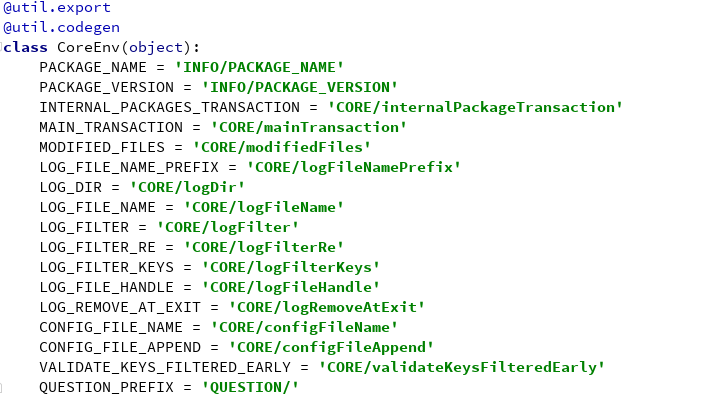 @util.export
@util.codegen
class CoreEnv(object):
    PACKAGE_NAME = 'INFO/PACKAGE_NAME'
    PACKAGE_VERSION = 'INFO/PACKAGE_VERSION'
    INTERNAL_PACKAGES_TRANSACTION = 'CORE/internalPackageTransaction'
    MAIN_TRANSACTION = 'CORE/mainTransaction'
    MODIFIED_FILES = 'CORE/modifiedFiles'
    LOG_FILE_NAME_PREFIX = 'CORE/logFileNamePrefix'
    LOG_DIR = 'CORE/logDir'
    LOG_FILE_NAME = 'CORE/logFileName'
    LOG_FILTER = 'CORE/logFilter'
    LOG_FILTER_RE = 'CORE/logFilterRe'
    LOG_FILTER_KEYS = 'CORE/logFilterKeys'
    LOG_FILE_HANDLE = 'CORE/logFileHandle'
    LOG_REMOVE_AT_EXIT = 'CORE/logRemoveAtExit'
    CONFIG_FILE_NAME = 'CORE/configFileName'
    CONFIG_FILE_APPEND = 'CORE/configFileAppend'
    VALIDATE_KEYS_FILTERED_EARLY = 'CORE/validateKeysFilteredEarly'
    QUESTION_PREFIX = 'QUESTION/'